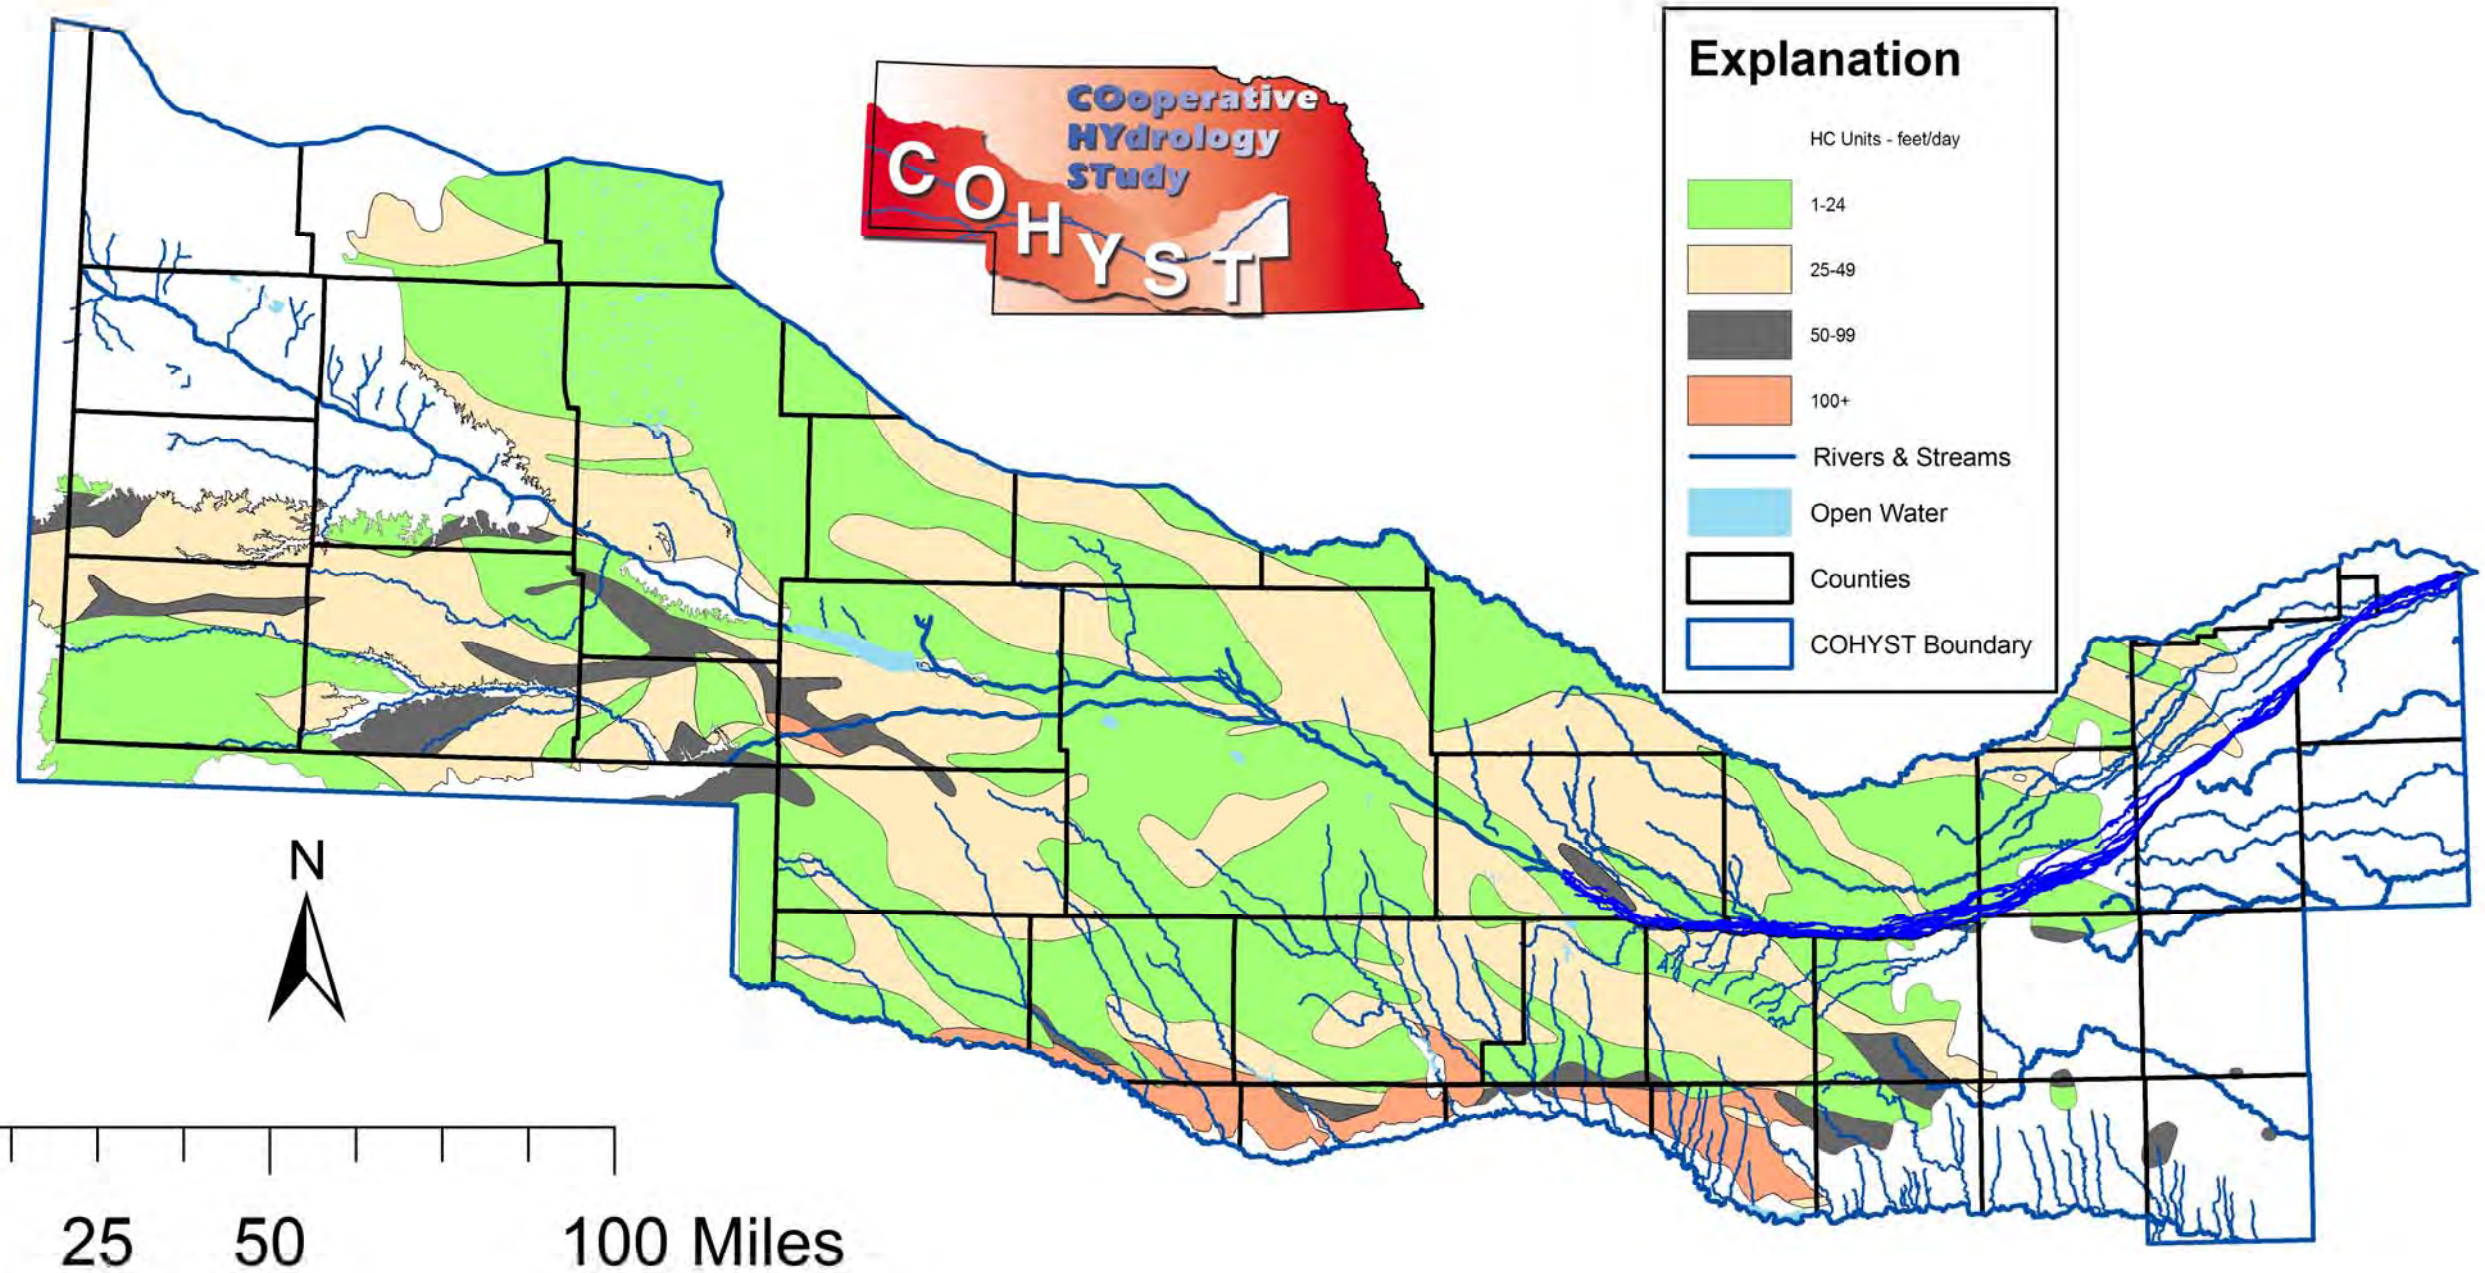 COoperative
HYdrology
STudy
COHYST
Explanation
HC Units - feet/day
1-24
25-49
50-99
100+
Rivers & Streams
Open Water
Counties
COHYST Boundary
N
25 50 100 Miles